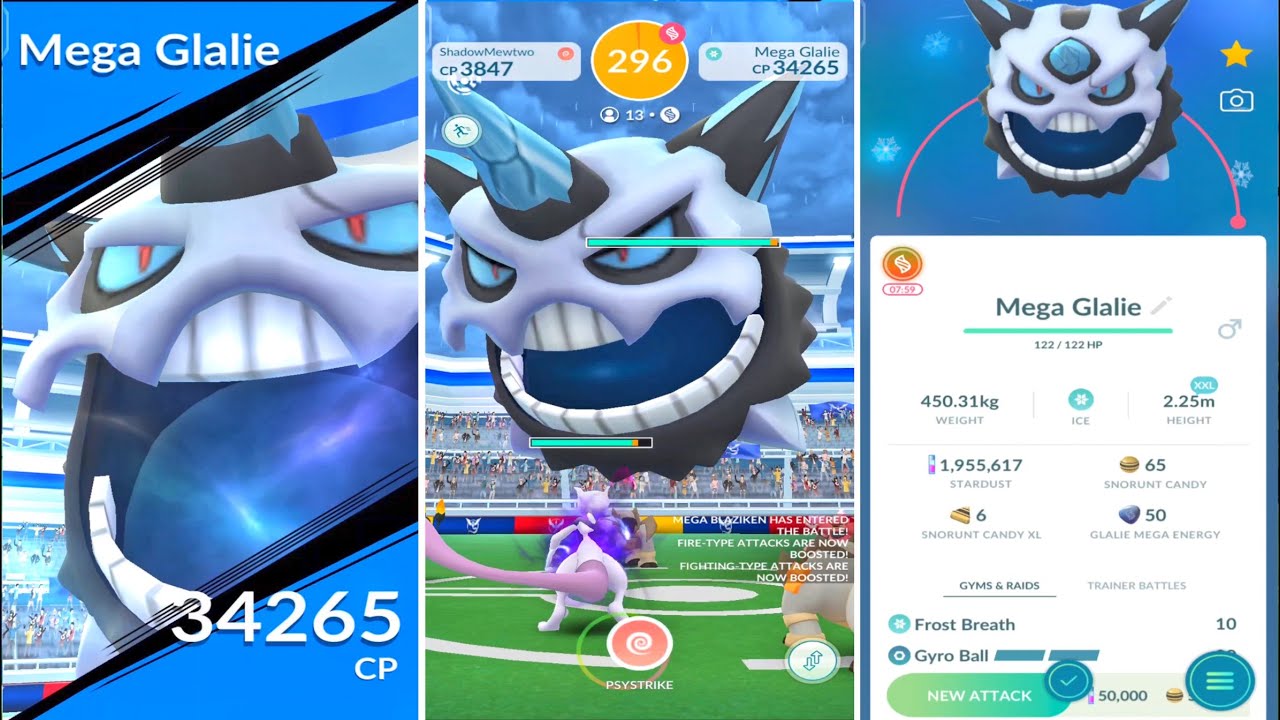 Mega Glalie
34265
CP
ShadowMewtwo
CP 3847
296
Mega Glalie
CP 34265
13 •
MEGA BLAZIKEN HAS ENTERED
THE BATTLE!
FIRE-TYPE ATTACKS ARE NOW
BOOSTED!
FIGHTING-TYPE ATTACKS ARE
NOW BOOSTED!
PSYSTRIKE
07:59
Mega Glalie
122 / 122 HP
XXL
450.31kg
WEIGHT
ICE
2.25m
HEIGHT
1,955,617
STARDUST
65
SNORUNT CANDY
6
SNORUNT CANDY XL
50
GLALIE MEGA ENERGY
GYMS & RAIDS
TRAINER BATTLES
Frost Breath 10
Gyro Ball
NEW ATTACK
50,000